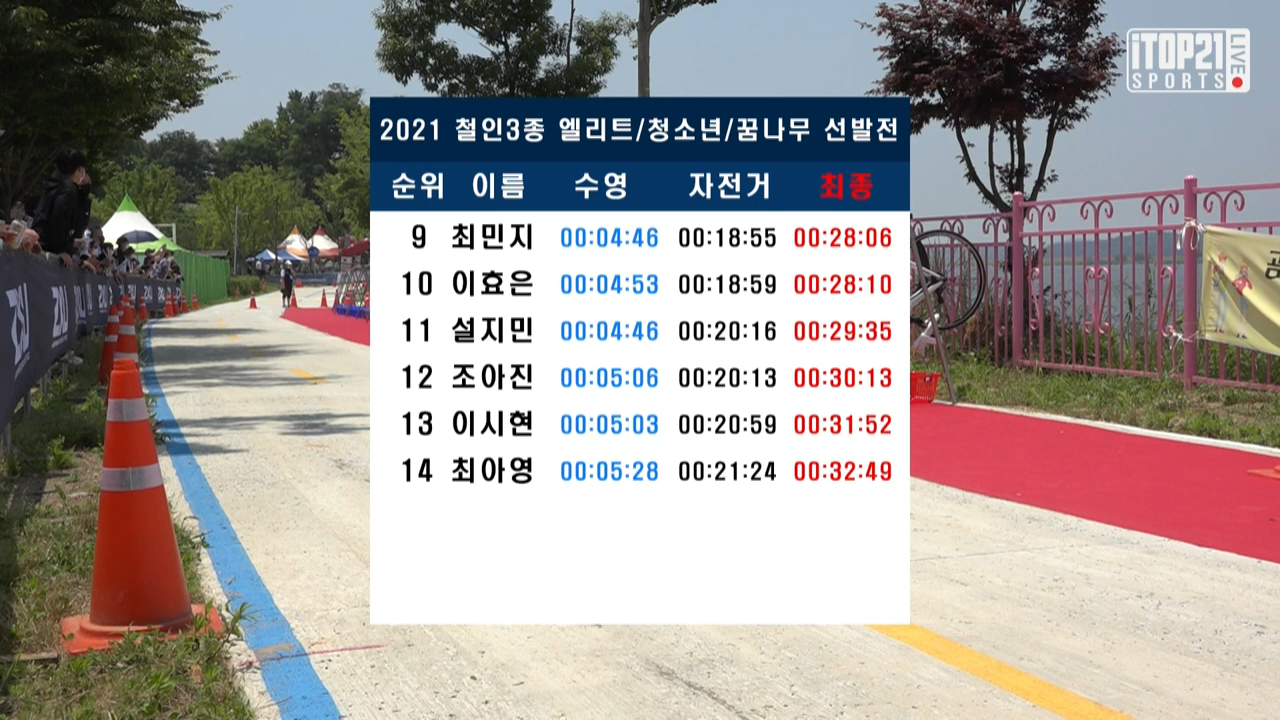 iTOP21
SPORTS
LIVE
2021 철인3종 엘리트/청소년/꿈나무 선발전
순위 이름 수영 자전거 최종
9 최민지 00:04:46 00:18:55 00:28:06
10 이효은 00:04:53 00:18:59 00:28:10
11 설지민 00:04:46 00:20:16 00:29:35
12 조아진 00:05:06 00:20:13 00:30:13
13 이시현 00:05:03 00:20:59 00:31:52
14 최아영 00:05:28 00:21:24 00:32:49